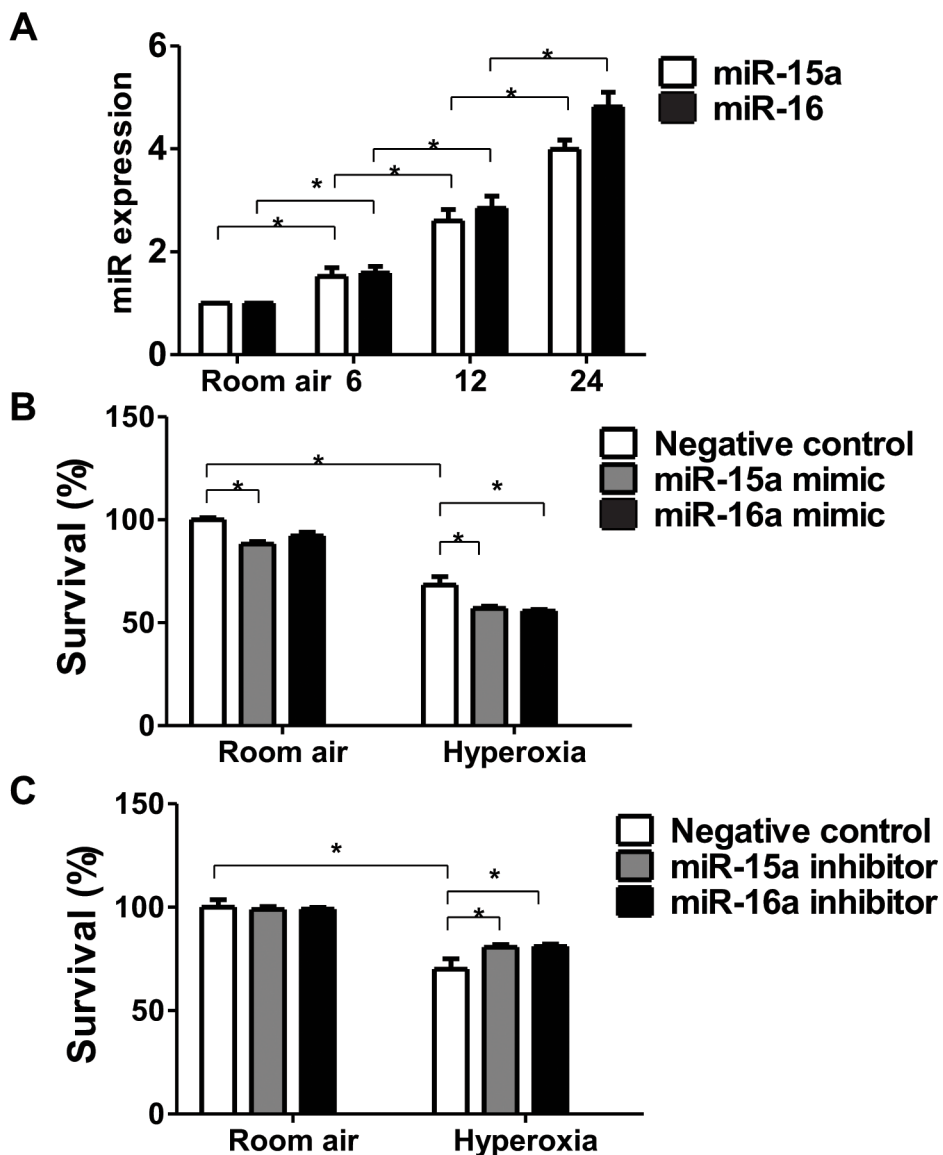 A
miR expression
6
4
2
0
* * * * * *
miR-15a
miR-16
Room air 6 12 24
B
Survival (%)
150
100
50
0
* * * *
Negative control
miR-15a mimic
miR-16a mimic
Room air Hyperoxia
C
Survival (%)
150
100
50
0
* * *
Negative control
miR-15a inhibitor
miR-16a inhibitor
Room air Hyperoxia